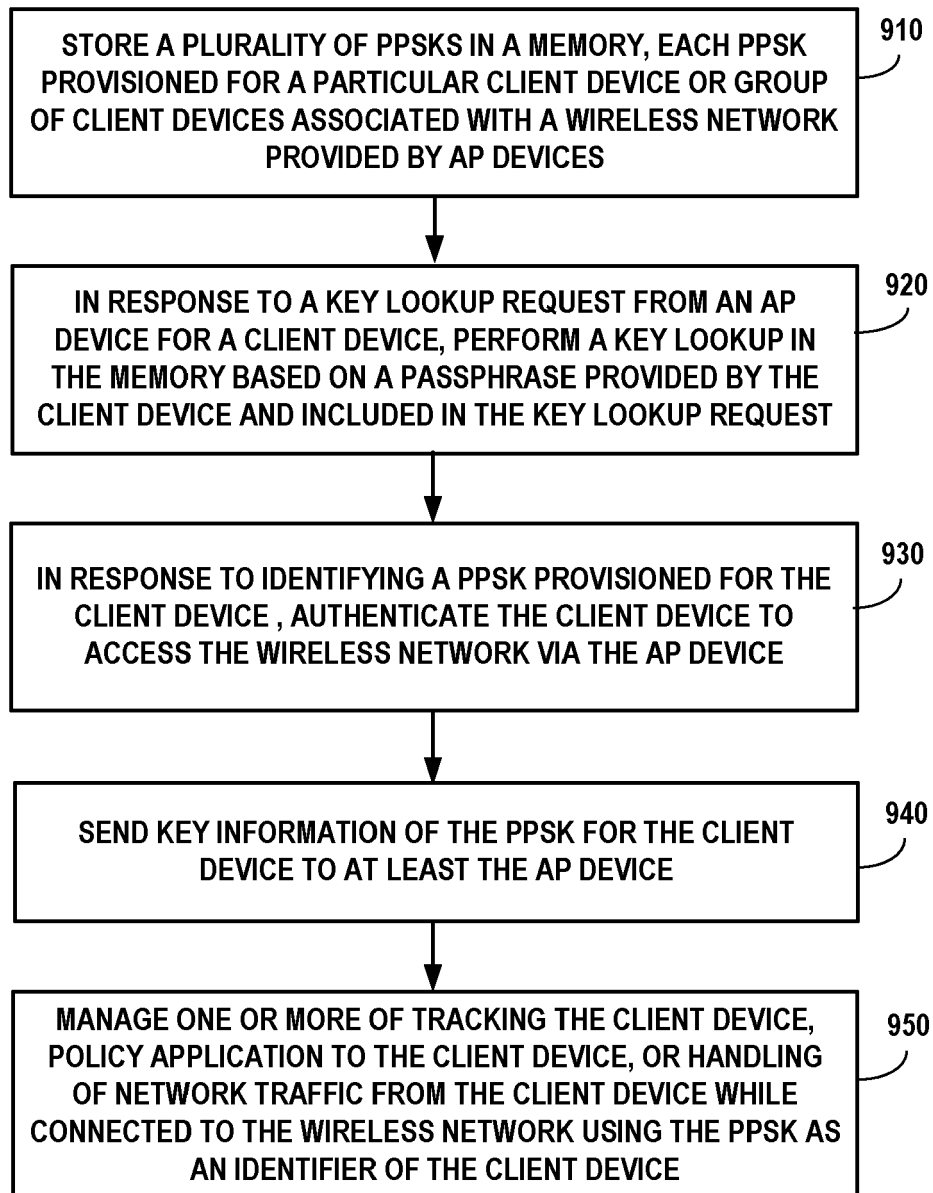 STORE A PLURALITY OF PPSKS IN A MEMORY, EACH PPSK
PROVISIONED FOR A PARTICULAR CLIENT DEVICE OR GROUP
OF CLIENT DEVICES ASSOCIATED WITH A WIRELESS NETWORK
PROVIDED BY AP DEVICES
910
IN RESPONSE TO A KEY LOOKUP REQUEST FROM AN AP
DEVICE FOR A CLIENT DEVICE, PERFORM A KEY LOOKUP IN
THE MEMORY BASED ON A PASSPHRASE PROVIDED BY THE
CLIENT DEVICE AND INCLUDED IN THE KEY LOOKUP REQUEST
920
IN RESPONSE TO IDENTIFYING A PPSK PROVISIONED FOR THE
CLIENT DEVICE , AUTHENTICATE THE CLIENT DEVICE TO
ACCESS THE WIRELESS NETWORK VIA THE AP DEVICE
930
SEND KEY INFORMATION OF THE PPSK FOR THE CLIENT
DEVICE TO AT LEAST THE AP DEVICE
940
MANAGE ONE OR MORE OF TRACKING THE CLIENT DEVICE,
POLICY APPLICATION TO THE CLIENT DEVICE, OR HANDLING
OF NETWORK TRAFFIC FROM THE CLIENT DEVICE WHILE
CONNECTED TO THE WIRELESS NETWORK USING THE PPSK AS
AN IDENTIFIER OF THE CLIENT DEVICE
950